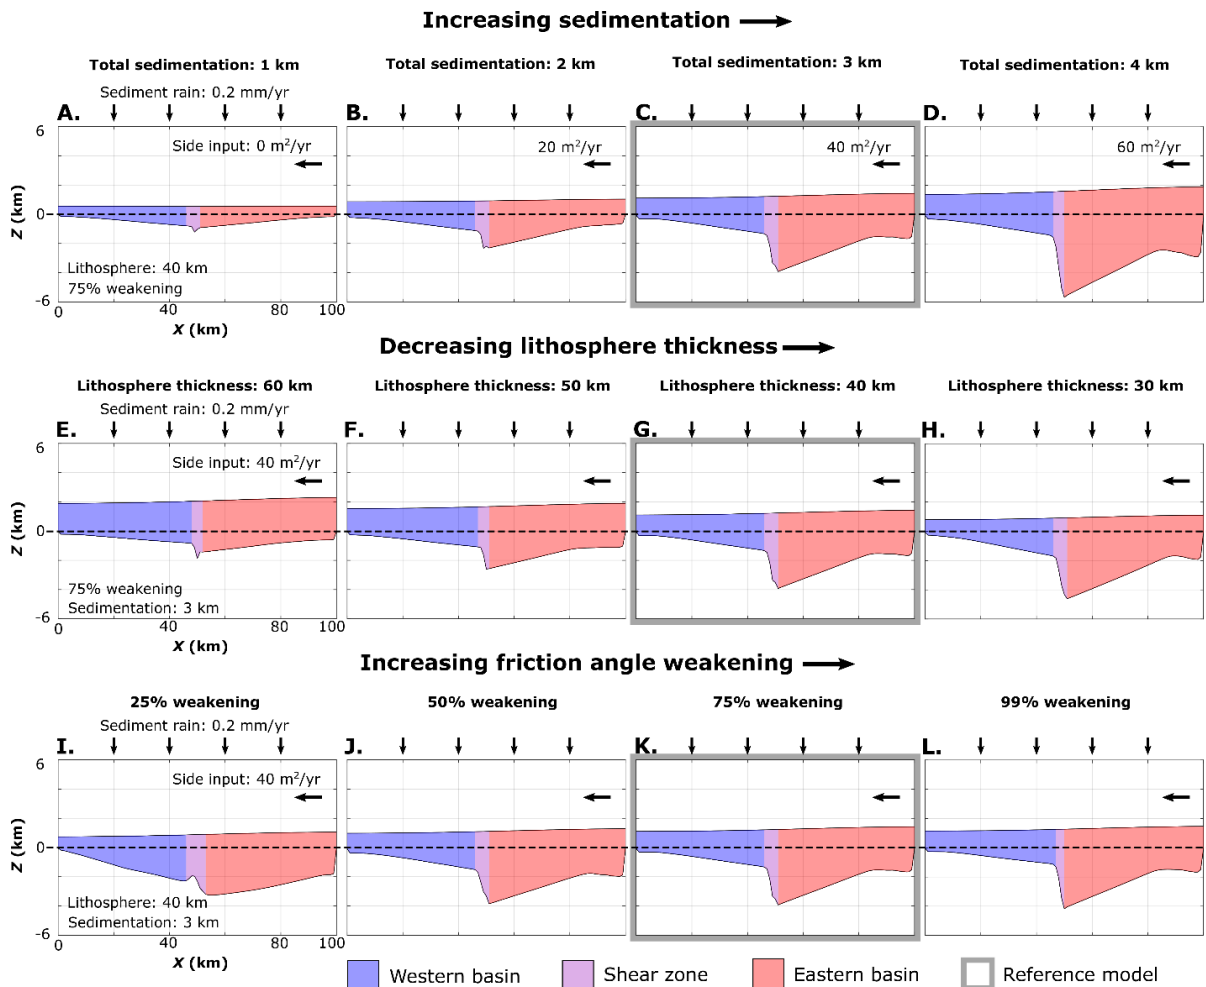 Increasing sedimentation
Total sedimentation: 1 km
Total sedimentation: 2 km
Total sedimentation: 3 km
Total sedimentation: 4 km
Sediment rain: 0.2 mm/yr
A.
B.
C.
D.
6
Side input: 0 m²/yr
20 m²/yr
40 m²/yr
60 m²/yr
Z (km)
0
Lithosphere: 40 km
75% weakening
-6
0
40
80
100
X (km)
Decreasing lithosphere thickness
Lithosphere thickness: 60 km
Lithosphere thickness: 50 km
Lithosphere thickness: 40 km
Lithosphere thickness: 30 km
Sediment rain: 0.2 mm/yr
E.
F.
G.
H.
6
Side input: 40 m²/yr
Z (km)
0
75% weakening
Sedimentation: 3 km
-6
0
40
80
100
X (km)
Increasing friction angle weakening
25% weakening
50% weakening
75% weakening
99% weakening
Sediment rain: 0.2 mm/yr
I.
J.
K.
L.
6
Side input: 40 m²/yr
Z (km)
0
Lithosphere: 40 km
Sedimentation: 3 km
-6
0
40
80
100
X (km)
Western basin
Shear zone
Eastern basin
Reference model